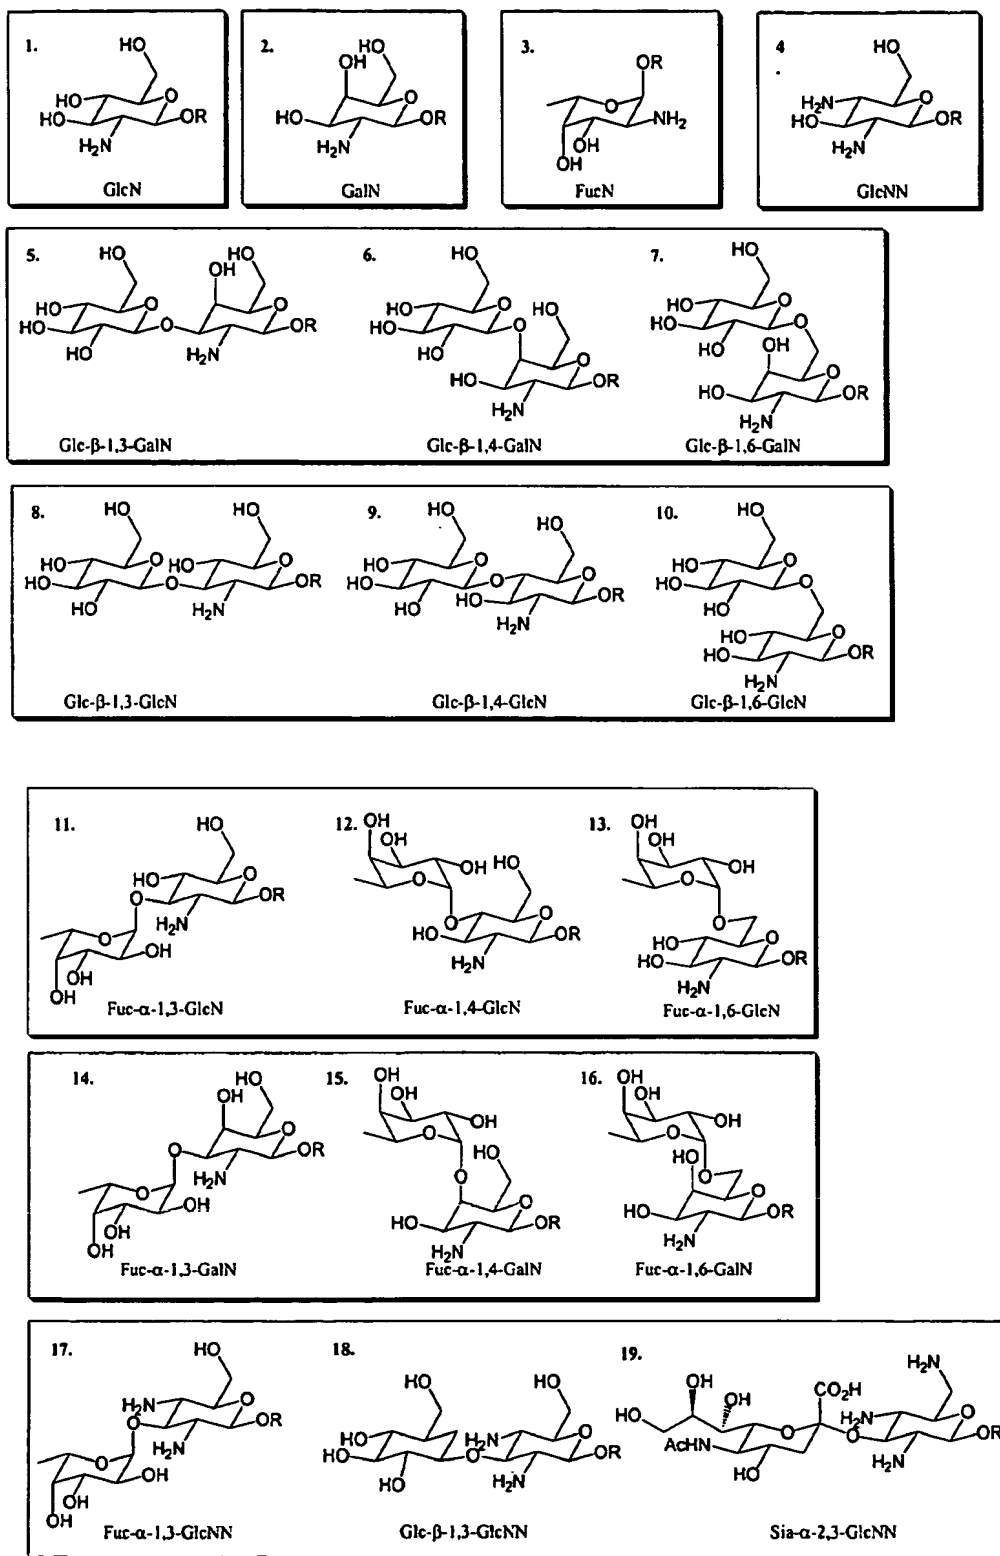 1. 2. 3. 4
HO OH HO OR HO
HO O O O H₂N O
HO OR HO OR NH₂ HO OR
H₂N H₂N OH H₂N
OH
GlcN GalN FucN GlcNN
5. 6. 7.
HO OH HO HO HO HO
HO O O HO O HO O
HO O OR HO O HO O
HO H₂N HO HO OH
HO O OR HO O OR
H₂N H₂N
Glc-β-1,3-GalN Glc-β-1,4-GalN Glc-β-1,6-GalN
8. 9. 10.
HO HO HO HO HO
HO O HO O HO O O HO O
HO O OR HO O HO OR HO O
HO H₂N HO H₂N HO
HO O
HO OR
H₂N
Glc-β-1,3-GlcN Glc-β-1,4-GlcN Glc-β-1,6-GlcN
11. 12. 13.
HO OH OH HO OH OH
HO O OH OH
O OR O O
H₂N O O O
O OH HO OR HO O
OH H₂N HO OR
OH H₂N
Fuc-α-1,3-GlcN Fuc-α-1,4-GlcN Fuc-α-1,6-GlcN
14. 15. 16.
HO OH OH OH OH OH
O OH OH
O OR O HO O
H₂N O HO O
O OH HO O OR HO O OR
OH H₂N H₂N
OH
Fuc-α-1,3-GalN Fuc-α-1,4-GalN Fuc-α-1,6-GalN
17. 18. 19.
HO HO HO H₂N
H₂N O OH OH CO₂H
O OR HO H₂N O HO O H₂N O
H₂N HO O OR AcHN O OR
O OH HO H₂N HO H₂N
OH
OH
Fuc-α-1,3-GlcNN Glc-β-1,3-GlcNN Sia-α-2,3-GlcNN